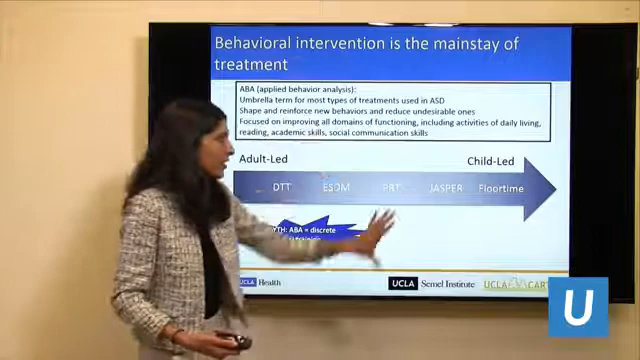 Behavioral intervention is the mainstay of
treatment
ABA (applied behavior analysis):
Umbrella term for most types of treatments used in ASD
Shape and reinforce new behaviors and reduce undesirable ones
Focused on improving all domains of functioning, including activities of daily living,
reading, academic skills, social communication skills
Adult-Led
Child-Led
DTT ESDM PRT JASPER Floortime
ABA = discrete
UCLA Health
UCLA Semel Institute
UCLA CART
U